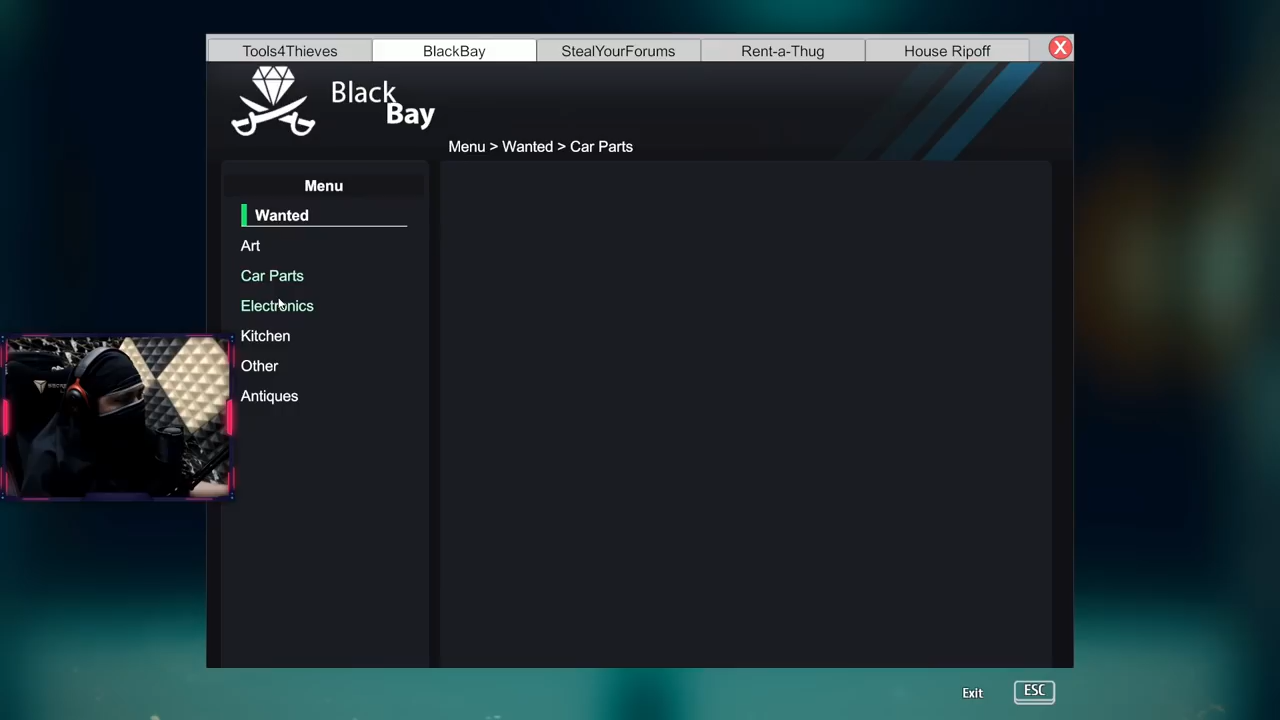 Tools4Thieves
BlackBay
StealYourForums
Rent-a-Thug
House Ripoff
X
Black
Bay
Menu > Wanted > Car Parts
Menu
Wanted
Art
Car Parts
Electronics
Kitchen
Other
Antiques
Exit
ESC